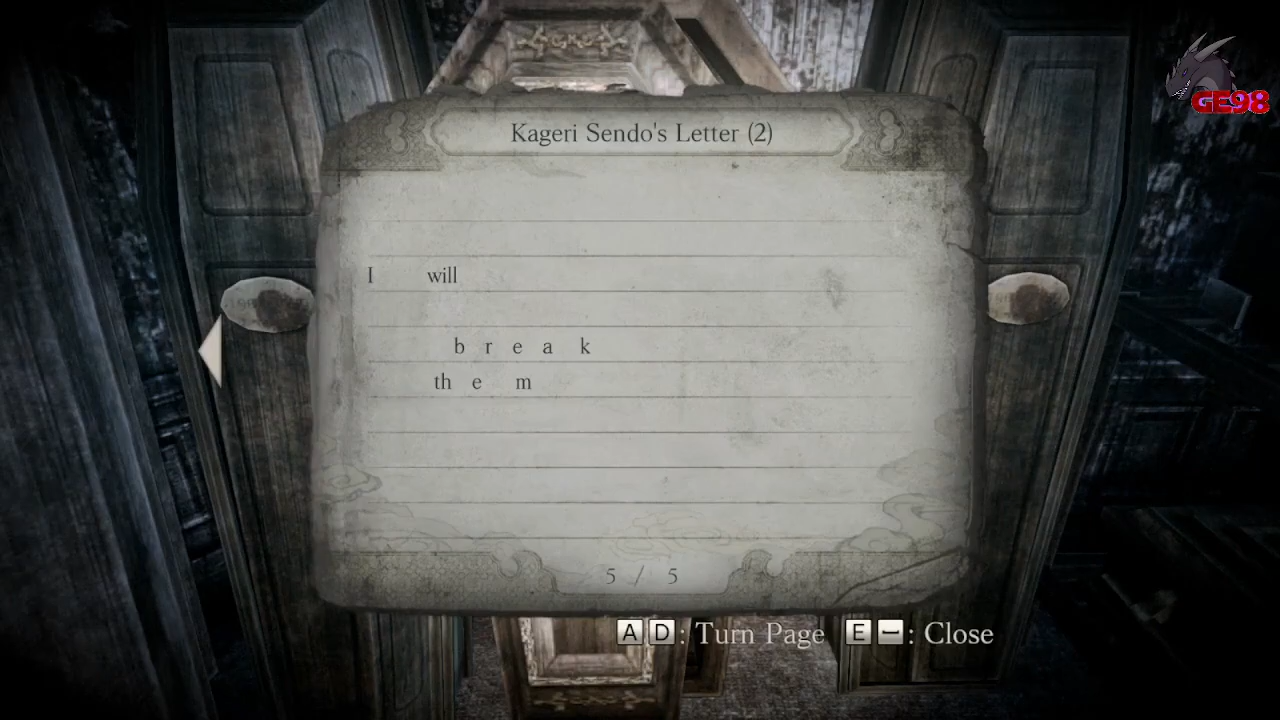 GE98
Kageri Sendo's Letter (2)
I will
b r e a k
th e m
5 / 5
A D : Turn Page E : Close